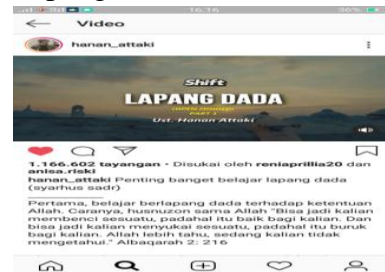 16.16
36%
Video
hanan_attaki
Shift
LAPANG DADA
PART 1
Ust. Hanan Attaki
1.166.602 tayangan • Disukai oleh reniaprillia20 dan
anisa.riski
hanan_attaki Penting banget belajar lapang dada
(syarhus sadr)
Pertama, belajar berlapang dada terhadap ketentuan
Allah. Caranya, husnuzon sama Allah "Bisa jadi kalian
membenci sesuatu, padahal itu baik bagi kalian. Dan
bisa jadi kalian menyukai sesuatu, padahal itu buruk
bagi kalian. Allah lebih tahu, sedang kalian tidak
mengetahui." Albaqarah 2: 216